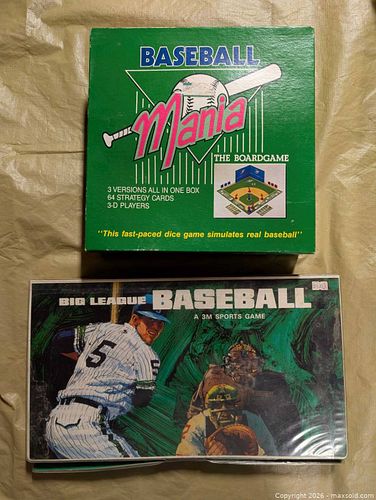 BASEBALL
Mania
THE BOARDGAME
3 VERSIONS ALL IN ONE BOX
64 STRATEGY CARDS
3-D PLAYERS
"This fast-paced dice game simulates real baseball"
BIG LEAGUE BASEBALL
A 3M SPORTS GAME
5
Copyright 2026 - maxsold.com